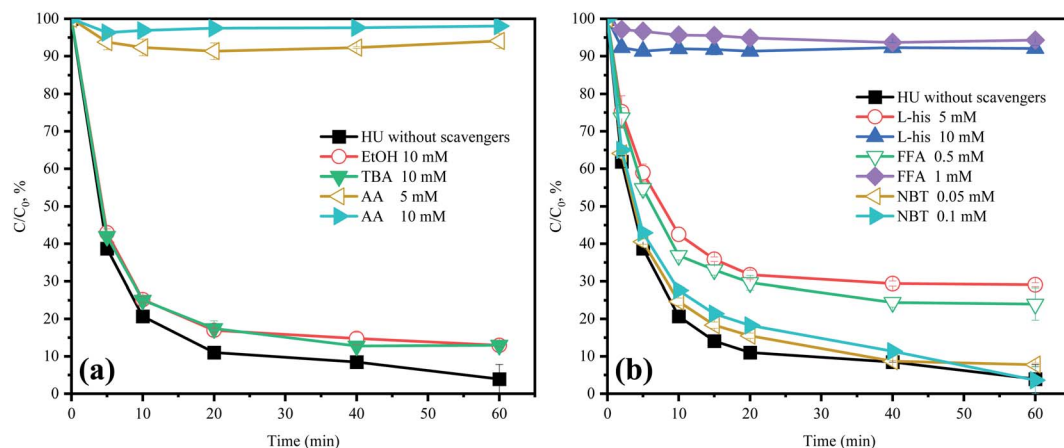 100
90
80
70
60
50
40
30
20
10
0
C/C₀, %
HU without scavengers
EtOH 10 mM
TBA 10 mM
AA 5 mM
AA 10 mM
(a)
0 10 20 30 40 50 60
Time (min)
100
90
80
70
60
50
40
30
20
10
0
C/C₀, %
HU without scavengers
L-his 5 mM
L-his 10 mM
FFA 0.5 mM
FFA 1 mM
NBT 0.05 mM
NBT 0.1 mM
(b)
0 10 20 30 40 50 60
Time (min)